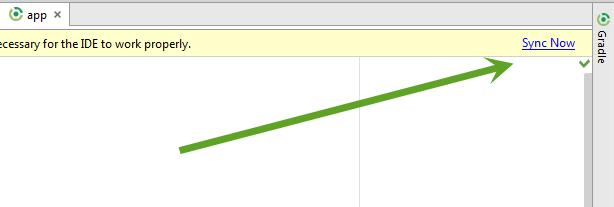 app
ecessary for the IDE to work properly.
Sync Now
Gradle